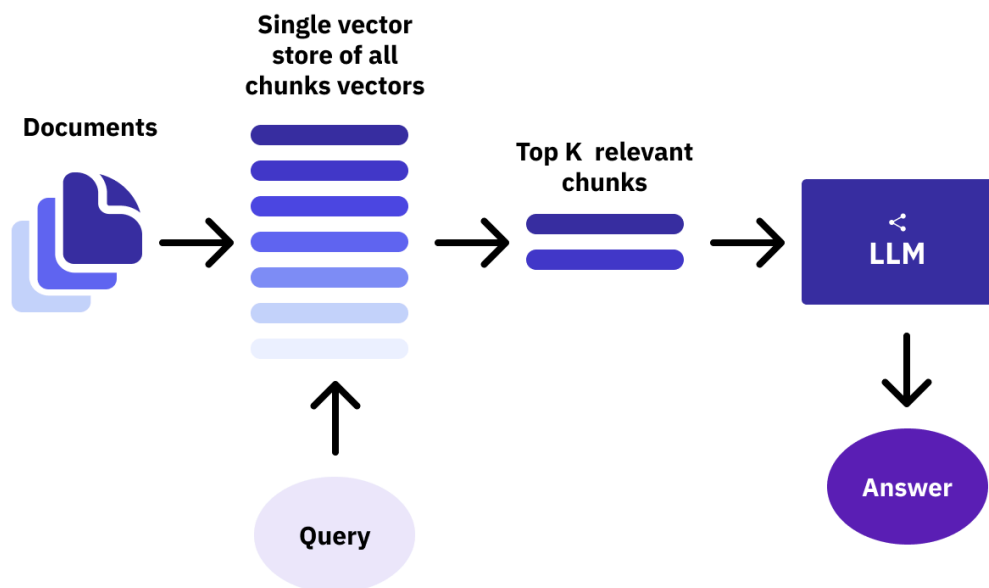 Single vector
store of all
chunks vectors
Documents
Top K relevant
chunks
LLM
Answer
Query